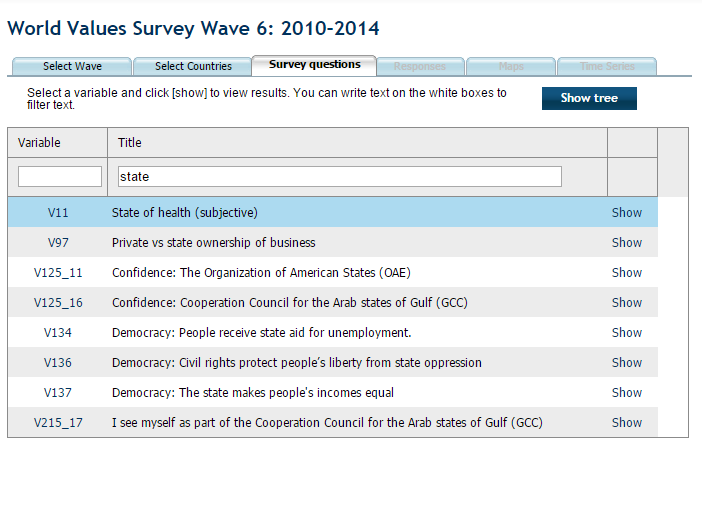 World Values Survey Wave 6: 2010-2014
Select Wave Select Countries Survey questions Responses Maps Time Series
Select a variable and click [show] to view results. You can write text on the white boxes to
filter text.
Show tree
Variable Title
state
V11 State of health (subjective) Show
V97 Private vs state ownership of business Show
V125_11 Confidence: The Organization of American States (OAE) Show
V125_16 Confidence: Cooperation Council for the Arab states of Gulf (GCC) Show
V134 Democracy: People receive state aid for unemployment. Show
V136 Democracy: Civil rights protect people's liberty from state oppression Show
V137 Democracy: The state makes people's incomes equal Show
V215_17 I see myself as part of the Cooperation Council for the Arab states of Gulf (GCC) Show